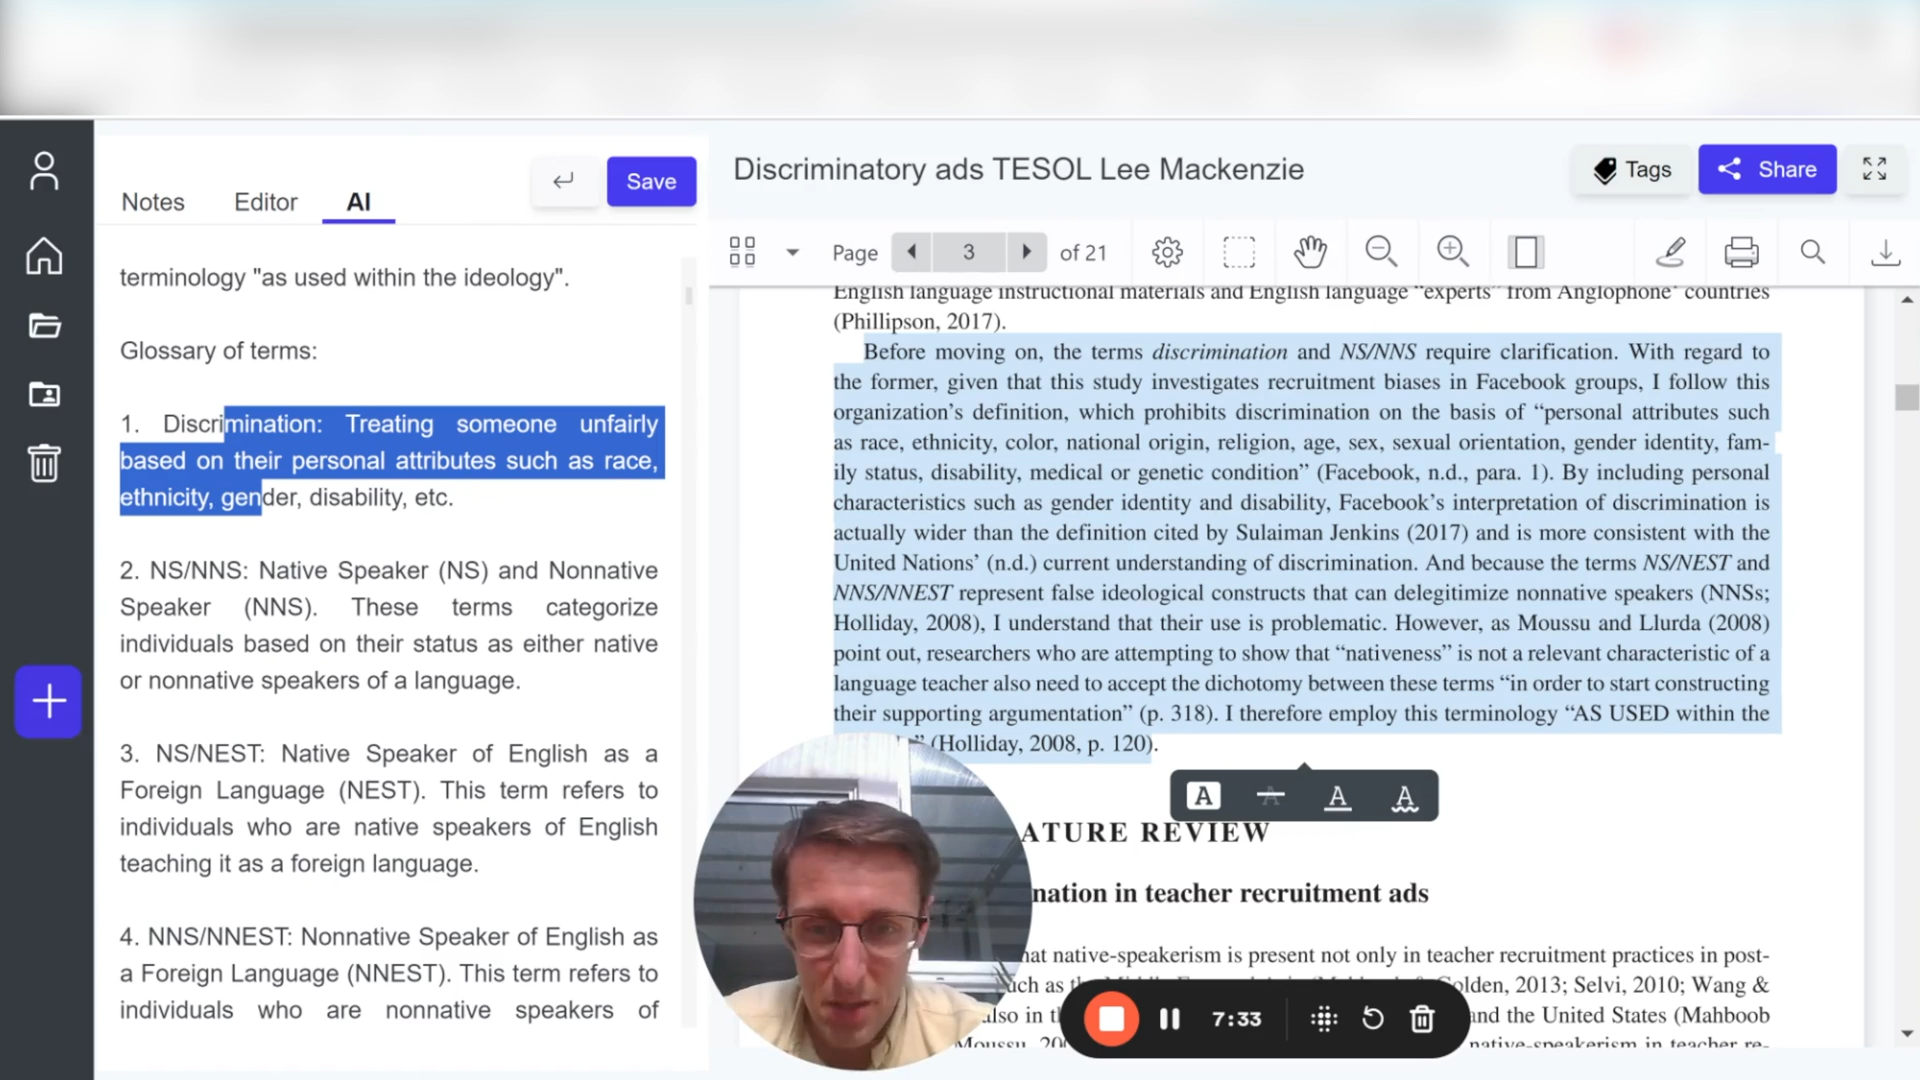 Notes Editor AI
Save
terminology "as used within the ideology".
Glossary of terms:
1. Discrimination: Treating someone unfairly
based on their personal attributes such as race,
ethnicity, gender, disability, etc.
2. NS/NNS: Native Speaker (NS) and Nonnative
Speaker (NNS). These terms categorize
individuals based on their status as either native
or nonnative speakers of a language.
3. NS/NEST: Native Speaker of English as a
Foreign Language (NEST). This term refers to
individuals who are native speakers of English
teaching it as a foreign language.
4. NNS/NNEST: Nonnative Speaker of English as
a Foreign Language (NNEST). This term refers to
individuals who are nonnative speakers of
Discriminatory ads TESOL Lee Mackenzie
Tags
Share
Page 3 of 21
English language instructional materials and English language “experts” from Anglophone countries
(Phillipson, 2017).
Before moving on, the terms discrimination and NS/NNS require clarification. With regard to
the former, given that this study investigates recruitment biases in Facebook groups, I follow this
organization’s definition, which prohibits discrimination on the basis of “personal attributes such
as race, ethnicity, color, national origin, religion, age, sex, sexual orientation, gender identity, fam-
ily status, disability, medical or genetic condition” (Facebook, n.d., para. 1). By including personal
characteristics such as gender identity and disability, Facebook’s interpretation of discrimination is
actually wider than the definition cited by Sulaiman Jenkins (2017) and is more consistent with the
United Nations’ (n.d.) current understanding of discrimination. And because the terms NS/NEST and
NNS/NNEST represent false ideological constructs that can delegitimize nonnative speakers (NNSs;
Holliday, 2008), I understand that their use is problematic. However, as Moussu and Llurda (2008)
point out, researchers who are attempting to show that “nativeness” is not a relevant characteristic of a
language teacher also need to accept the dichotomy between these terms “in order to start constructing
their supporting argumentation” (p. 318). I therefore employ this terminology “AS USED within the
” (Holliday, 2008, p. 120).
A A A A
ATURE REVIEW
nation in teacher recruitment ads
hat native-speakerism is present not only in teacher recruitment practices in post-
uch as Golden, 2013; Selvi, 2010; Wang &
also in and the United States (Mahboob
Moussu, native-speakerism in teacher re-
7:33